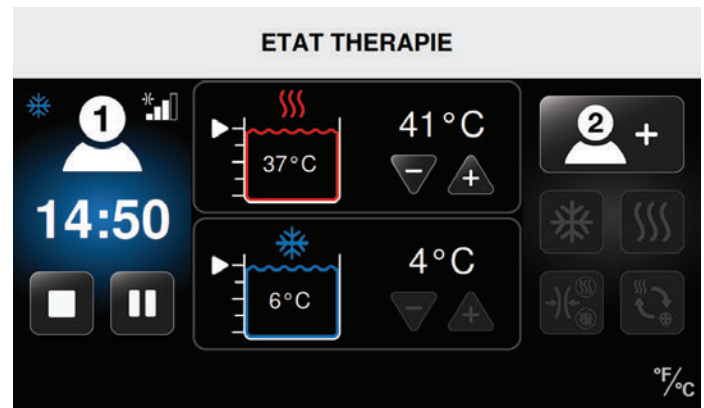 ETAT THERAPIE
1
14:50
37°C
41°C
- +
6°C
4°C
- +
2 +
°F/°C